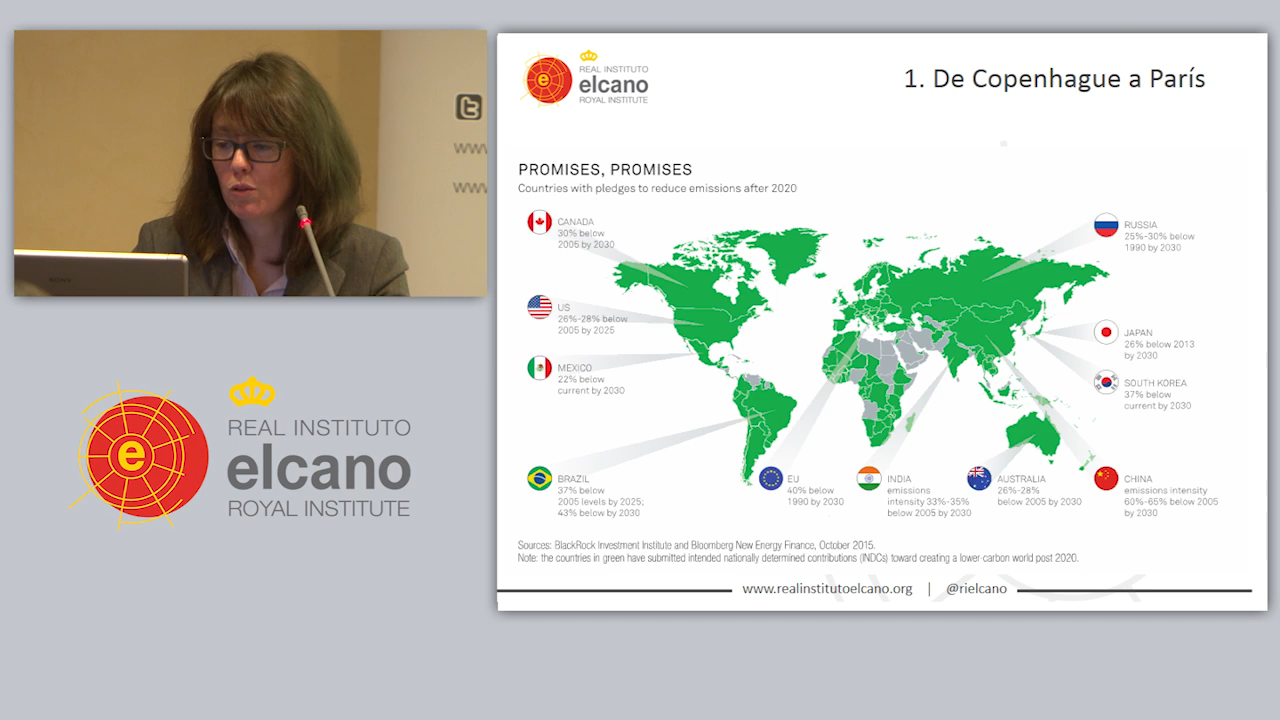 www
www
SONY
REAL INSTITUTO
elcano
ROYAL INSTITUTE
e
REAL INSTITUTO
elcano
ROYAL INSTITUTE
e
1. De Copenhague a París
PROMISES, PROMISES
Countries with pledges to reduce emissions after 2020
CANADA
30% below
2005 by 2030
US
26%-28% below
2005 by 2025
MEXICO
22% below
current by 2030
BRAZIL
37% below
2005 levels by 2025;
43% below by 2030
EU
40% below
1990 by 2030
INDIA
emissions
intensity 33%-35%
below 2005 by 2030
AUSTRALIA
26%-28%
below 2005 by 2030
RUSSIA
25%-30% below
1990 by 2030
JAPAN
26% below 2013
by 2030
SOUTH KOREA
37% below
current by 2030
CHINA
emissions intensity
60%-65% below 2005
by 2030
Sources: BlackRock Investment Institute and Bloomberg New Energy Finance, October 2015.
Note: the countries in green have submitted intended nationally determined contributions (INDCs) toward creating a lower-carbon world post 2020.
www.realinstitutoelcano.org | @rielcano